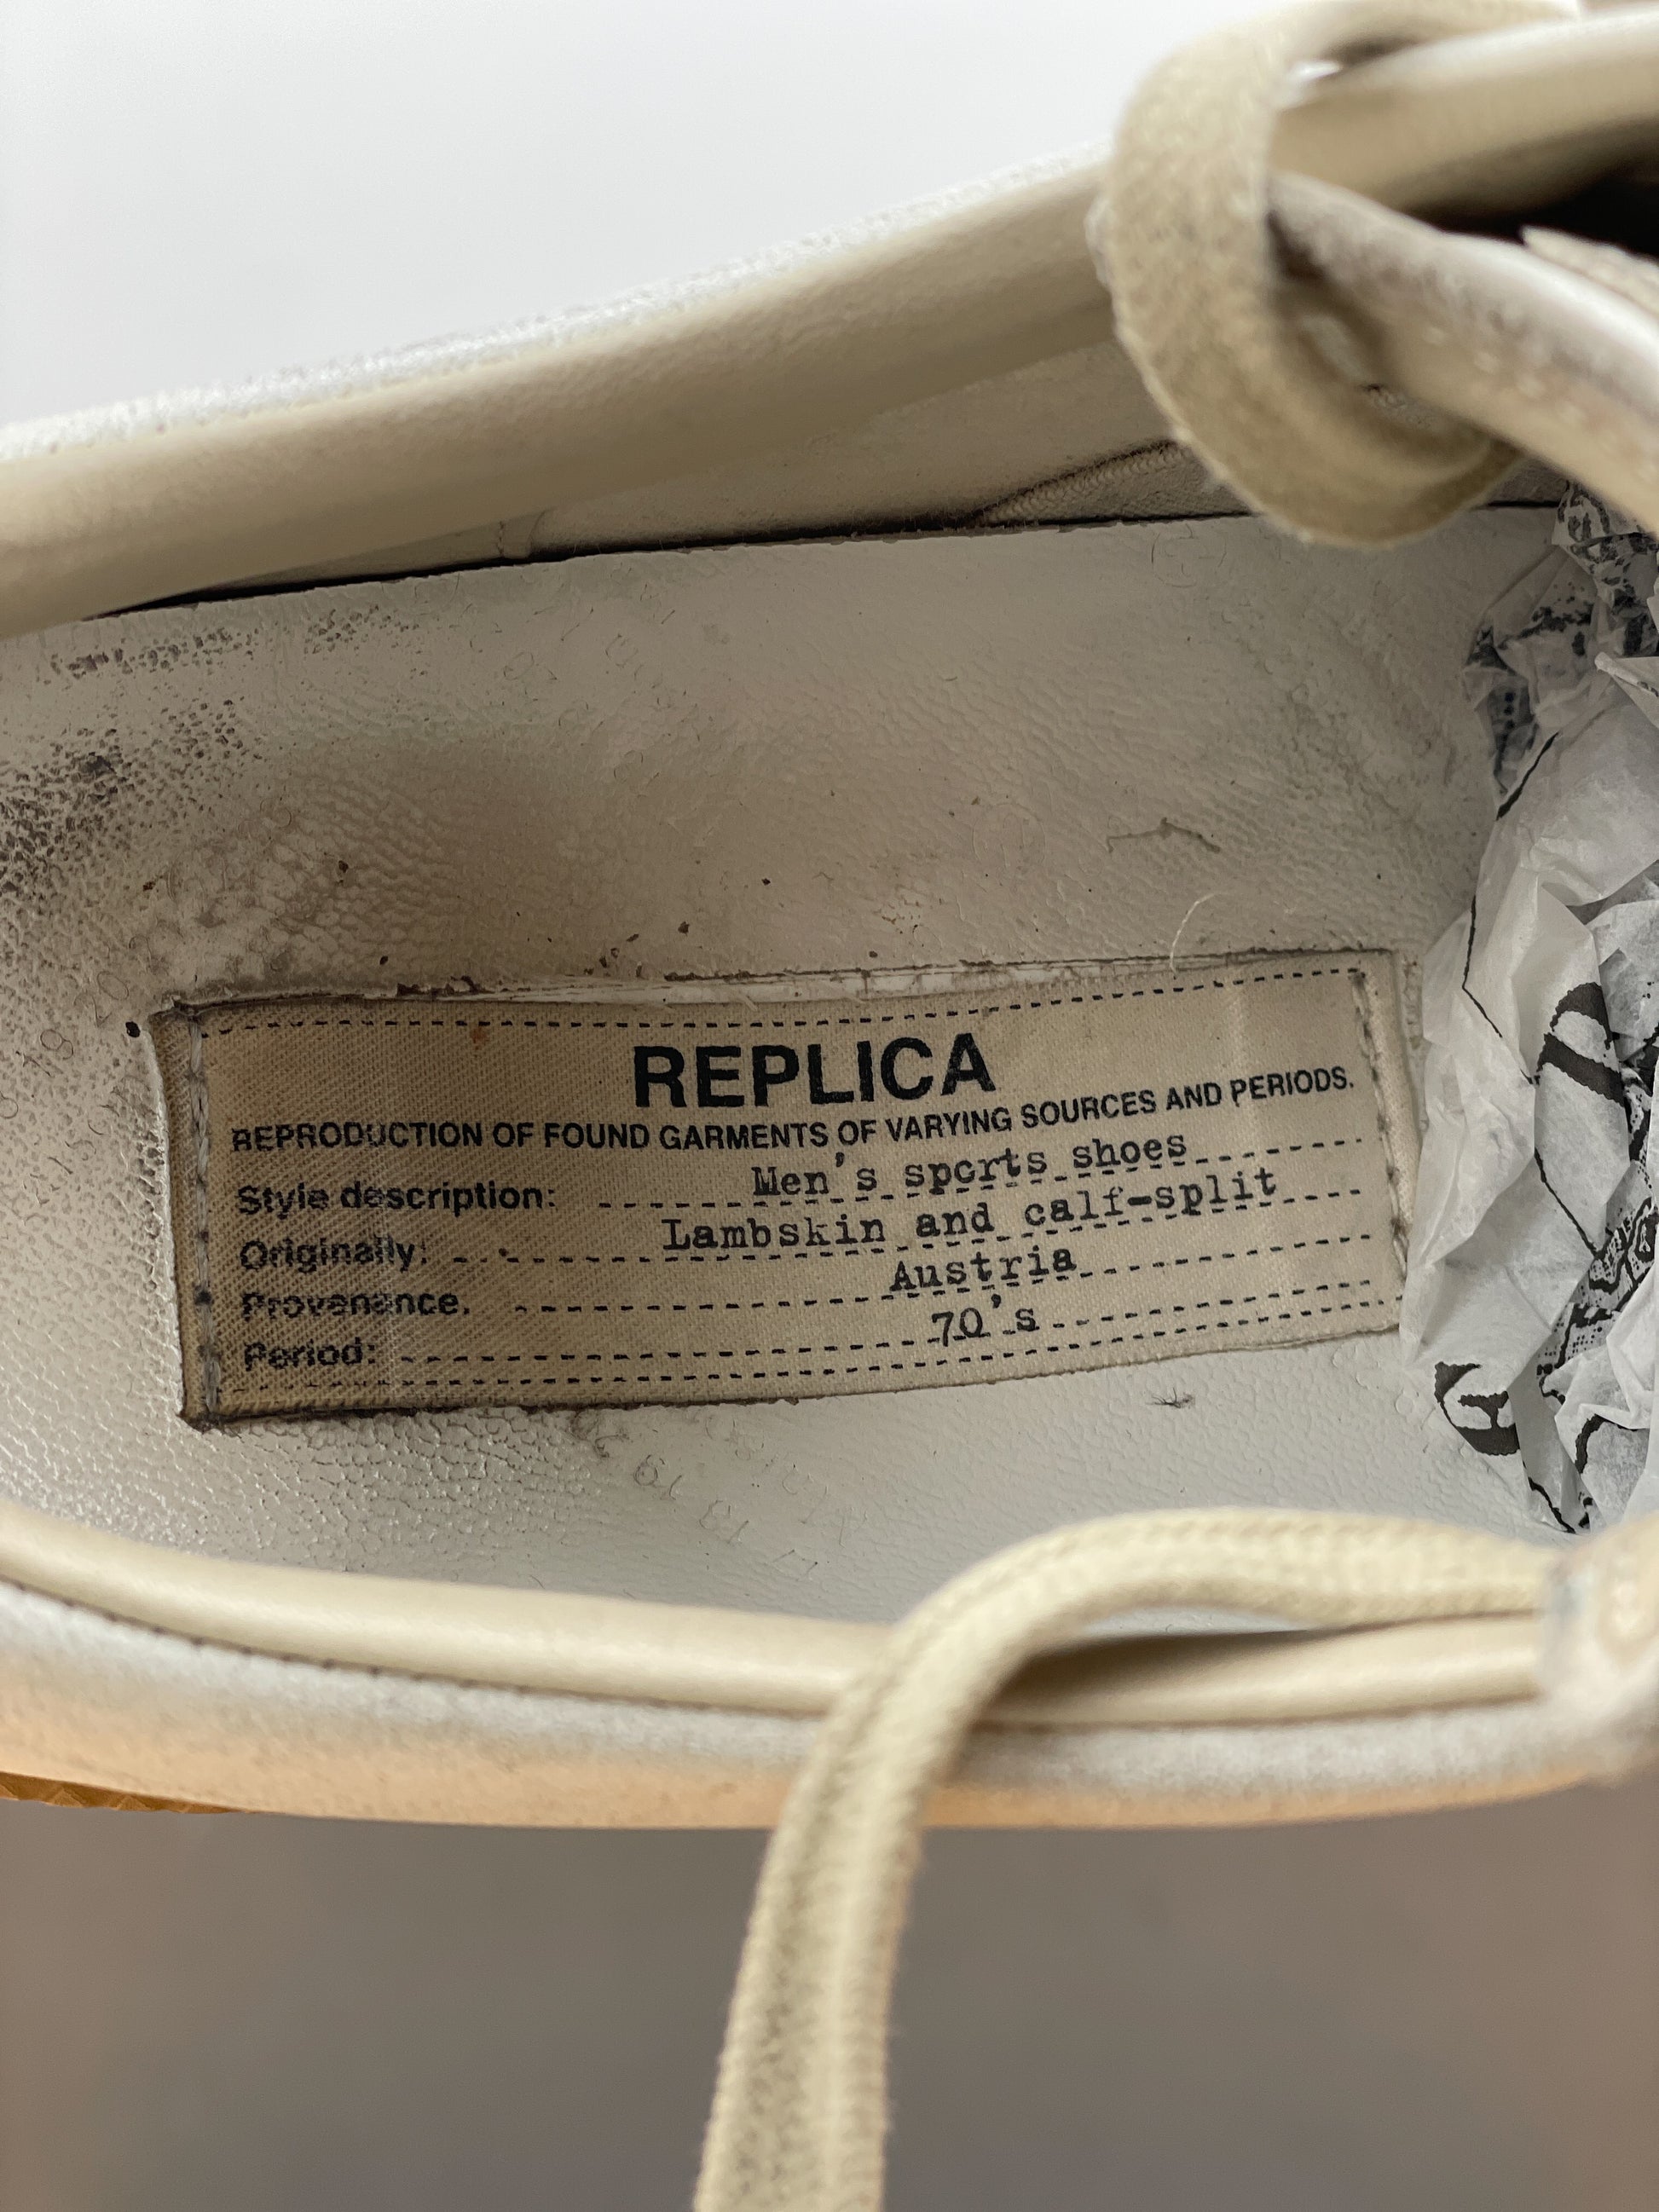 REPLICA
REPRODUCTION OF FOUND GARMENTS OF VARYING SOURCES AND PERIODS.
Style description: Men's sports shoes
Originally: Lambskin and calf-split
Provenance. Austria
Period: 70's